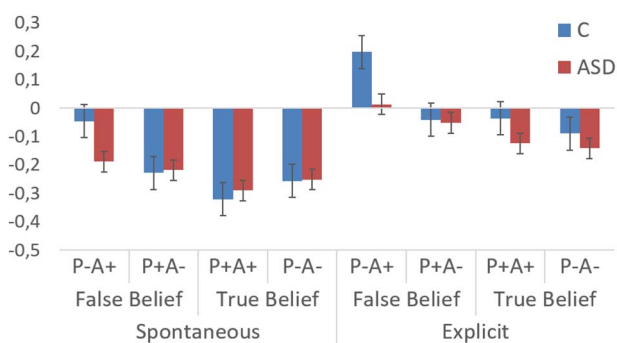 0,3
0,2
0,1
0
-0,1
-0,2
-0,3
-0,4
-0,5
C
ASD
P-A+ P+A- P+A+ P-A- P-A+ P+A- P+A+ P-A-
False Belief True Belief False Belief True Belief
Spontaneous Explicit